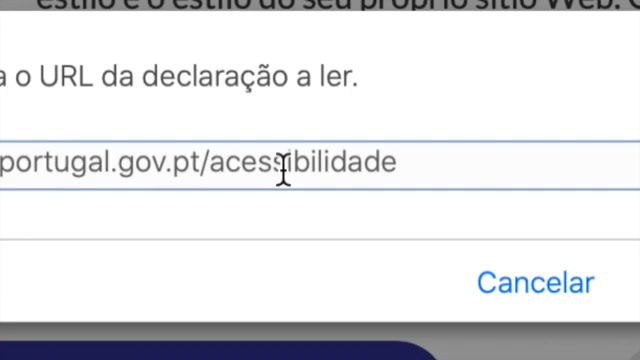 estilo e o estilo do seu próprio sítio Web.
a o URL da declaração a ler.
portugal.gov.pt/acessibilidade
Cancelar